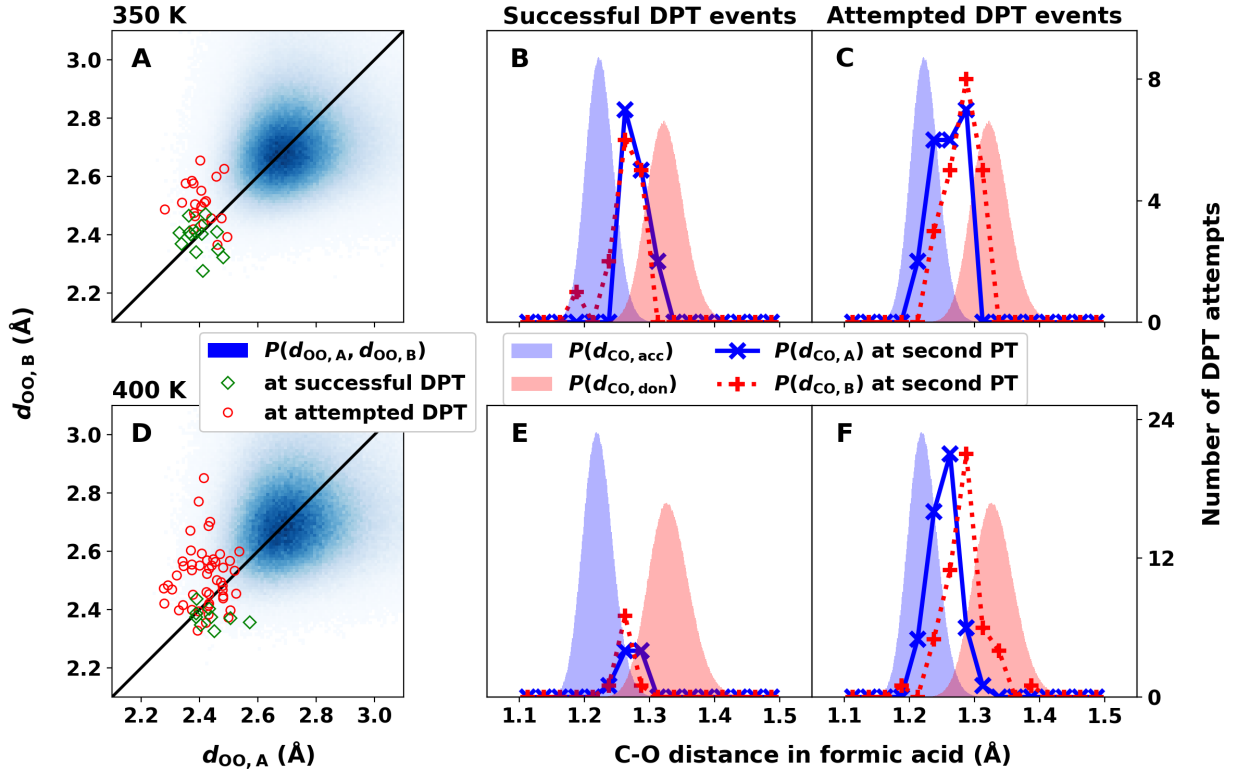 350 K
Successful DPT events
Attempted DPT events
A
B
C
3.0
2.8
2.6
2.4
2.2
8
4
0
d_OO, B (Å)
Number of DPT attempts
P(d_OO, A, d_OO, B)
at successful DPT
at attempted DPT
P(d_CO, acc)
P(d_CO, don)
P(d_CO, A) at second PT
P(d_CO, B) at second PT
400 K
D
E
F
3.0
2.8
2.6
2.4
2.2
24
12
0
2.2 2.4 2.6 2.8 3.0
1.1 1.2 1.3 1.4 1.5
1.1 1.2 1.3 1.4 1.5
d_OO, A (Å)
C-O distance in formic acid (Å)